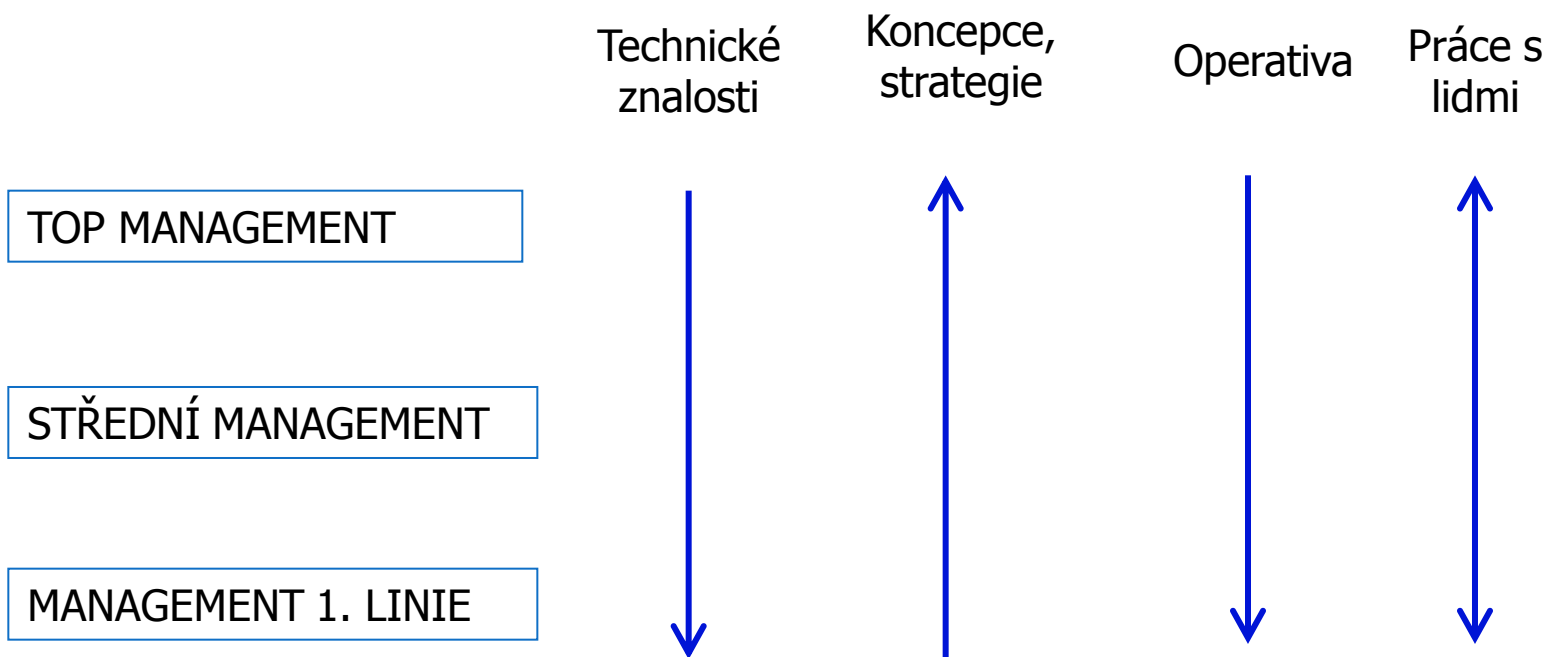 Technické
znalosti
Koncepce,
strategie
Operativa
Práce s
lidmi
TOP MANAGEMENT
STŘEDNÍ MANAGEMENT
MANAGEMENT 1. LINIE